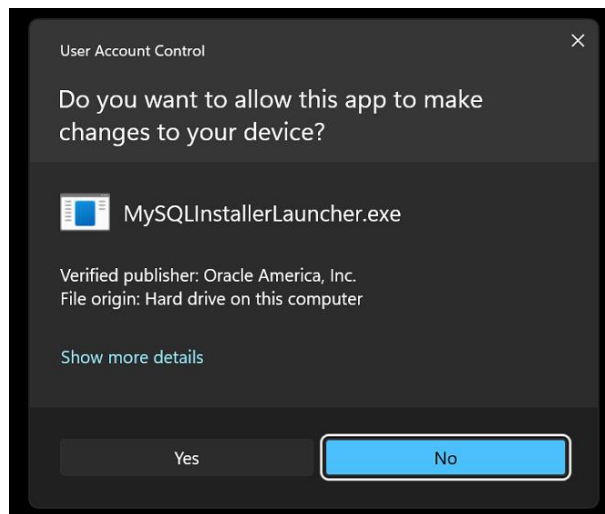 User Account Control
Do you want to allow this app to make
changes to your device?
MySQLInstallerLauncher.exe
Verified publisher: Oracle America, Inc.
File origin: Hard drive on this computer
Show more details
Yes
No